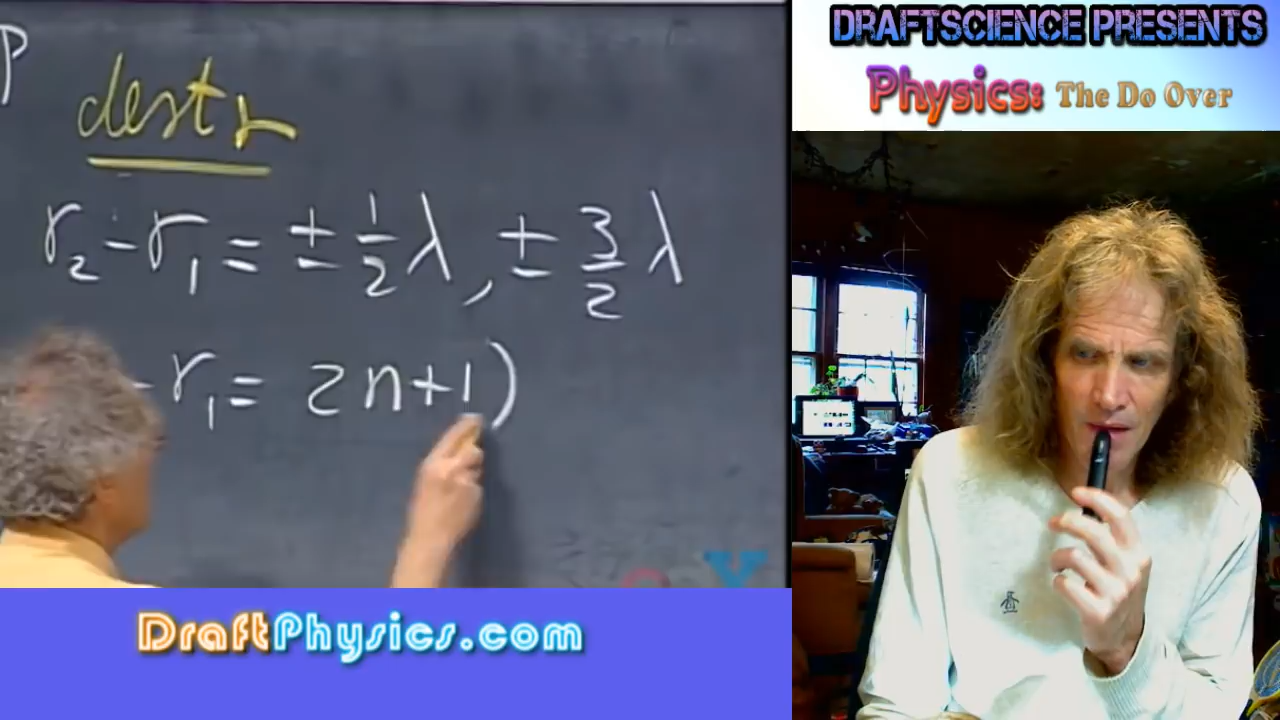 P
destr
r₂ - r₁ = ± 1/2 λ, ± 3/2 λ
- r₁ = 2n+1)
DRAFTSCIENCE PRESENTS
Physics: The Do Over
DraftPhysics.com